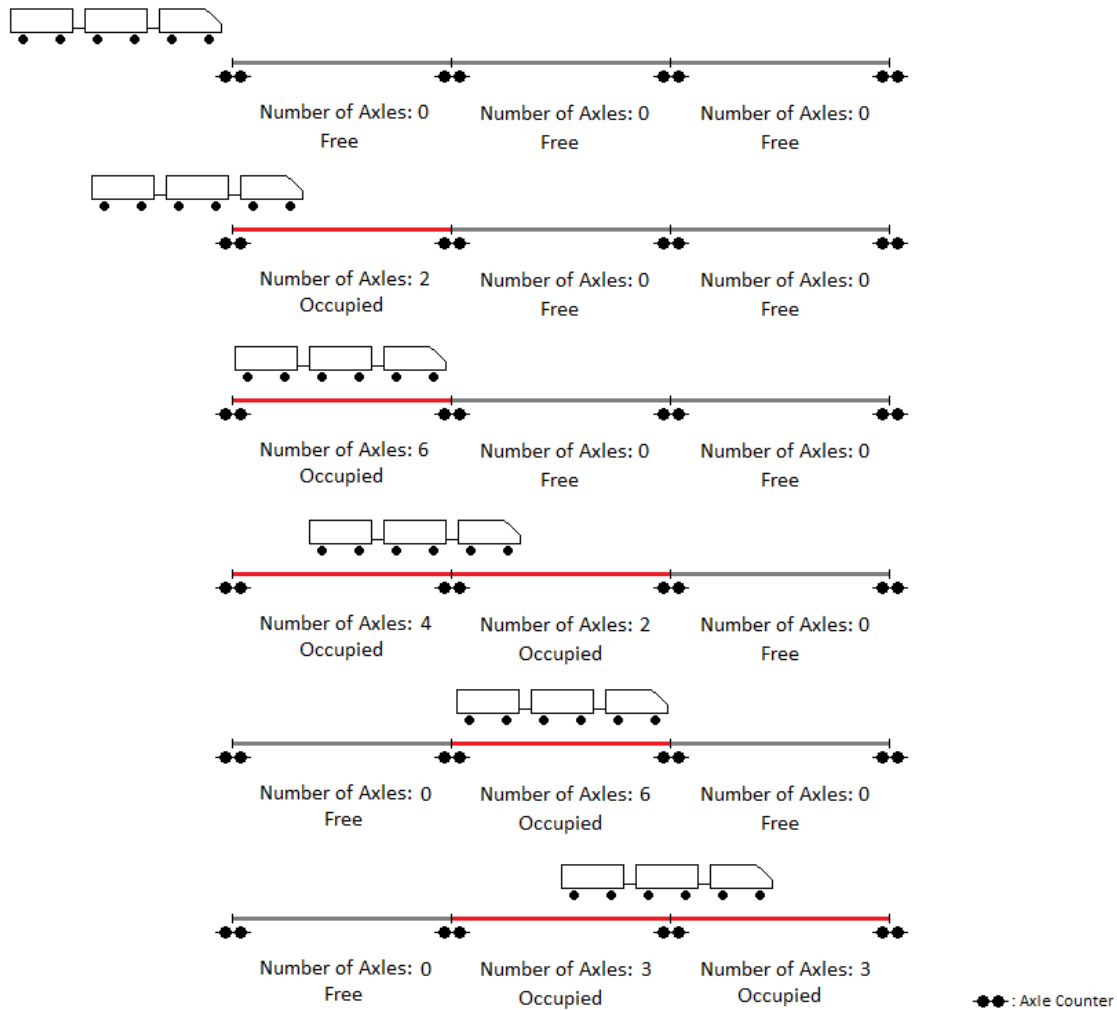 Number of Axles: 0 Number of Axles: 0 Number of Axles: 0
Free Free Free
Number of Axles: 2 Number of Axles: 0 Number of Axles: 0
Occupied Free Free
Number of Axles: 6 Number of Axles: 0 Number of Axles: 0
Occupied Free Free
Number of Axles: 4 Number of Axles: 2 Number of Axles: 0
Occupied Occupied Free
Number of Axles: 0 Number of Axles: 6 Number of Axles: 0
Free Occupied Free
Number of Axles: 0 Number of Axles: 3 Number of Axles: 3
Free Occupied Occupied
: Axle Counter